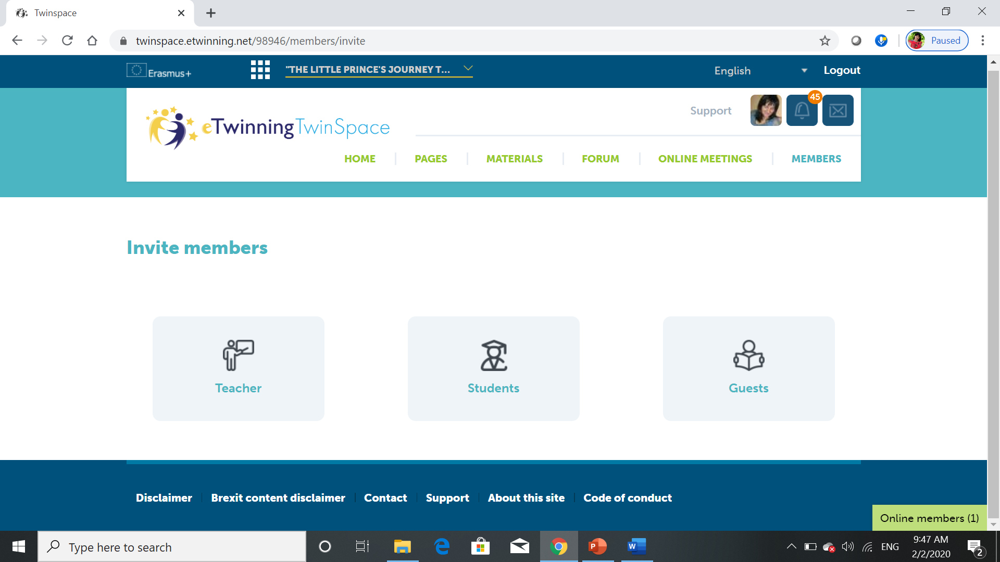 Twinspace
twinspace.etwinning.net/98946/members/invite
Paused
Erasmus+
"THE LITTLE PRINCE'S JOURNEY T...
English
Logout
Support
45
eTwinning TwinSpace
HOME
PAGES
MATERIALS
FORUM
ONLINE MEETINGS
MEMBERS
Invite members
Teacher
Students
Guests
Disclaimer
Brexit content disclaimer
Contact
Support
About this site
Code of conduct
Online members (1)
Type here to search
P
W
ENG
9:47 AM
2/2/2020
2